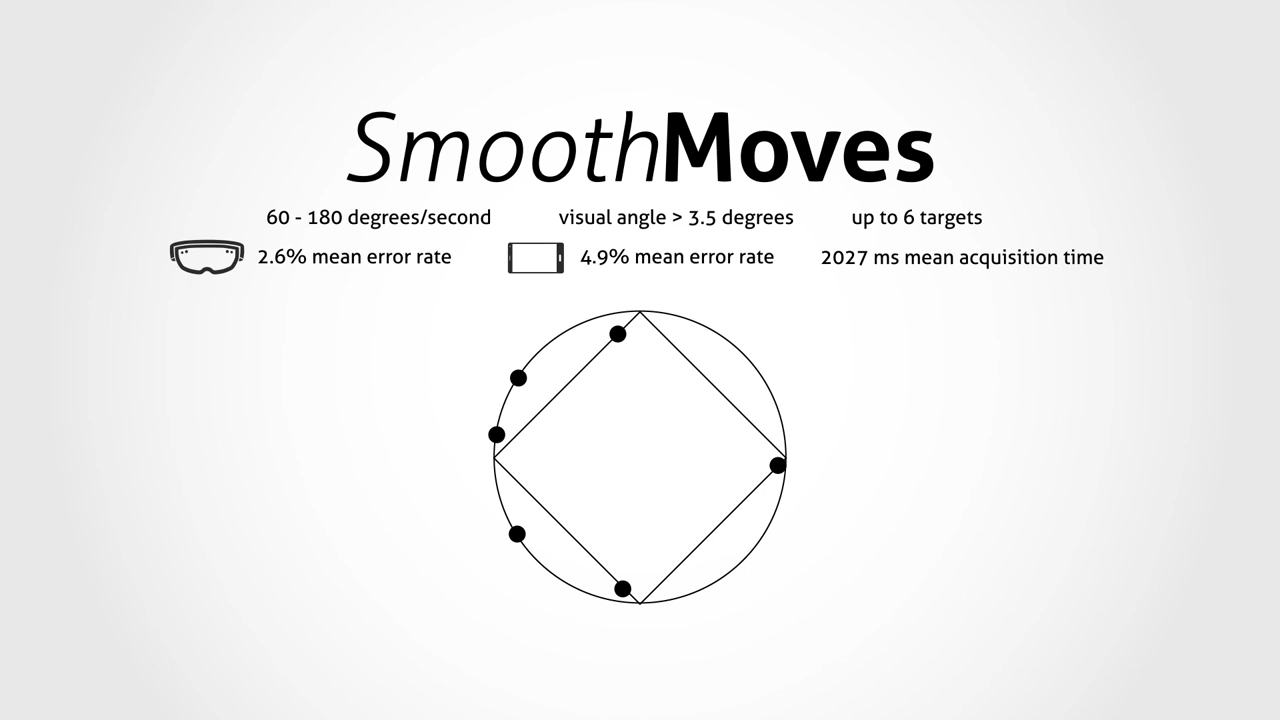 SmoothMoves
60 - 180 degrees/second visual angle > 3.5 degrees up to 6 targets
2.6% mean error rate 4.9% mean error rate 2027 ms mean acquisition time